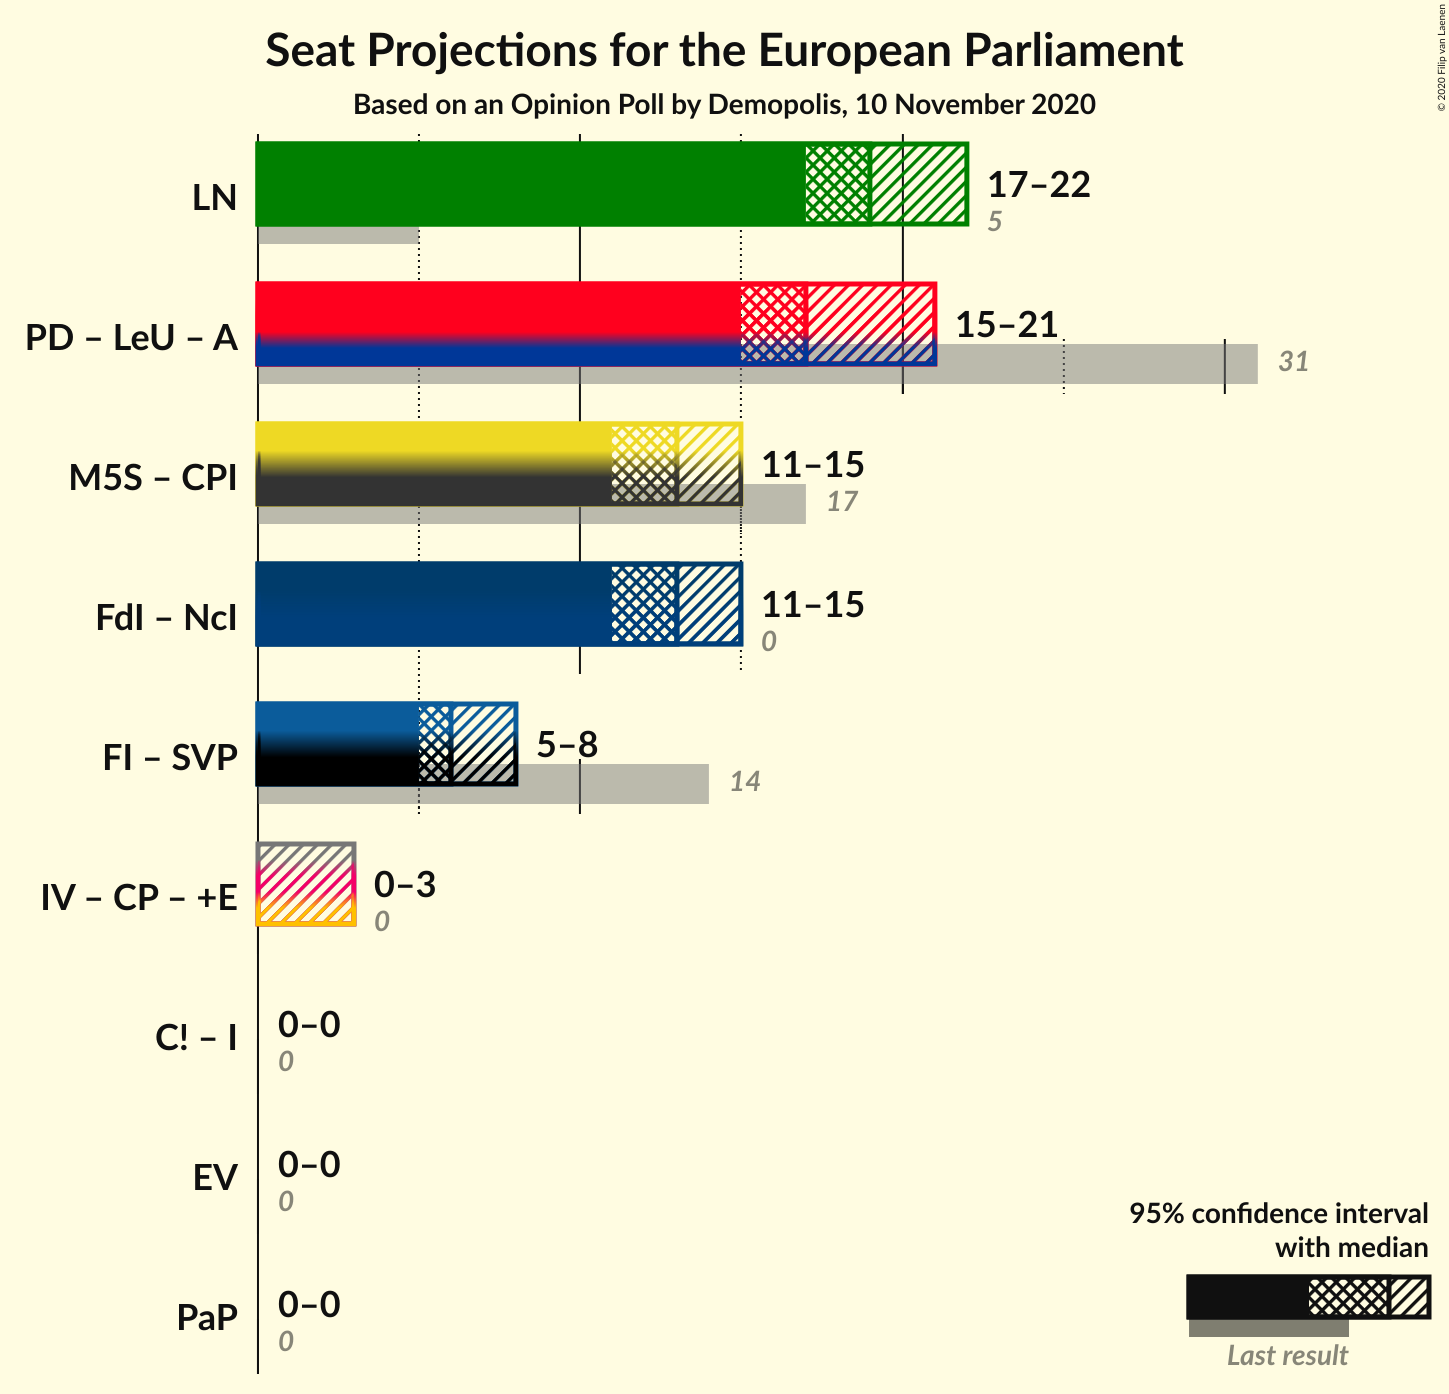 Seat Projections for the European Parliament
Based on an Opinion Poll by Demopolis, 10 November 2020
© 2020 Filip van Laenen
LN
17–22
5
PD – LeU – A
15–21
31
M5S – CPI
11–15
17
FdI – NcI
11–15
0
FI – SVP
5–8
14
IV – CP – +E
0–3
0
C! – I
0–0
0
EV
0–0
0
PaP
0–0
0
95% confidence interval
with median
Last result